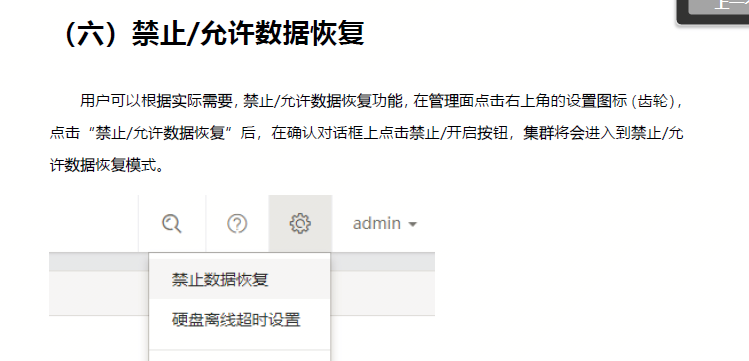 上一
（六）禁止/允许数据恢复
用户可以根据实际需要，禁止/允许数据恢复功能，在管理面点击右上角的设置图标（齿轮），
点击“禁止/允许数据恢复”后，在确认对话框上点击禁止/开启按钮，集群将会进入到禁止/允
许数据恢复模式。
admin
禁止数据恢复
硬盘离线超时设置